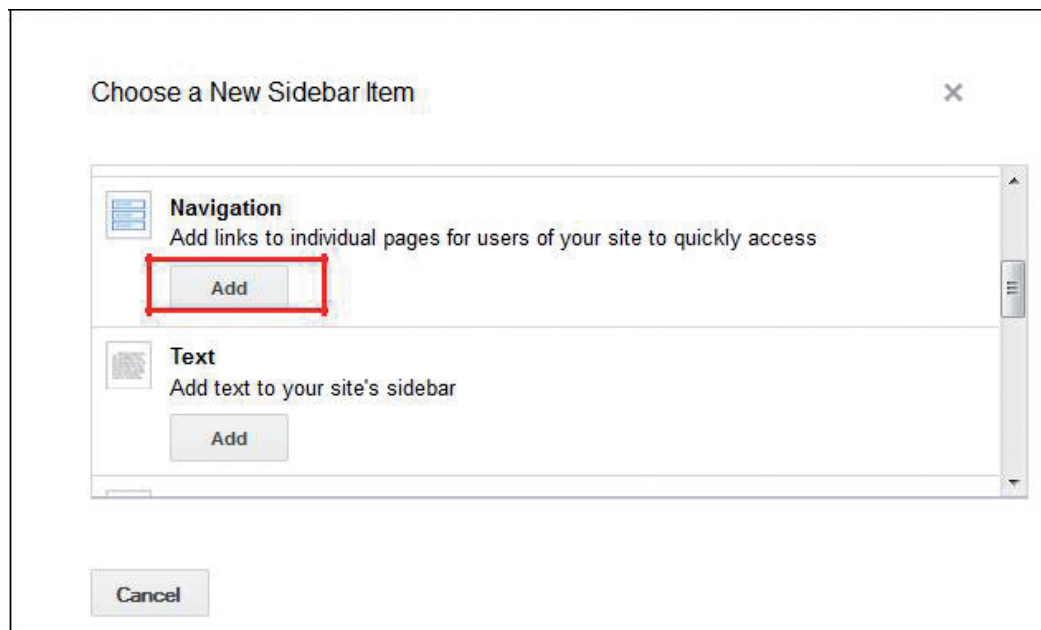 Choose a New Sidebar Item
Navigation
Add links to individual pages for users of your site to quickly access
Add
Text
Add text to your site's sidebar
Add
Cancel